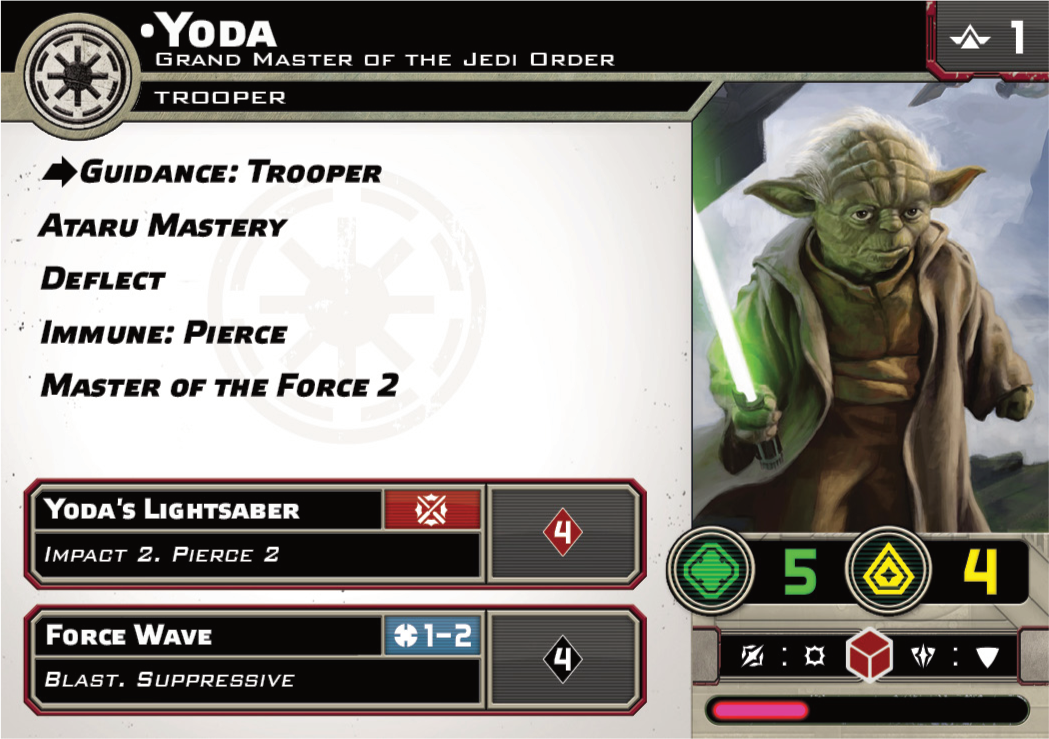 •Yoda
1
Grand Master of the Jedi Order
TROOPER
Guidance: Trooper
Ataru Mastery
Deflect
Immune: Pierce
Master of the Force 2
Yoda's Lightsaber
4
Impact 2. Pierce 2
5
4
Force Wave
1-2
4
Blast. Suppressive
: :